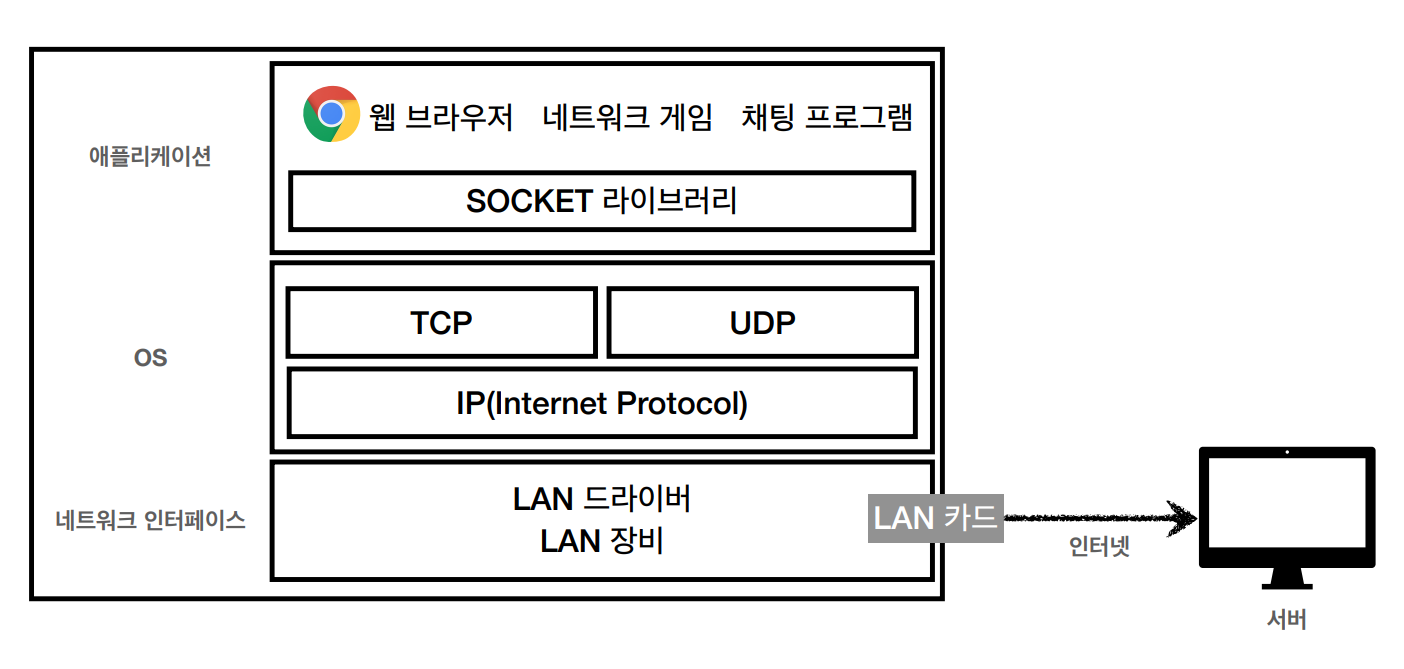 웹 브라우저 네트워크 게임 채팅 프로그램
애플리케이션
SOCKET 라이브러리
TCP UDP
OS
IP(Internet Protocol)
LAN 드라이버
네트워크 인터페이스
LAN 장비
LAN 카드
인터넷
서버